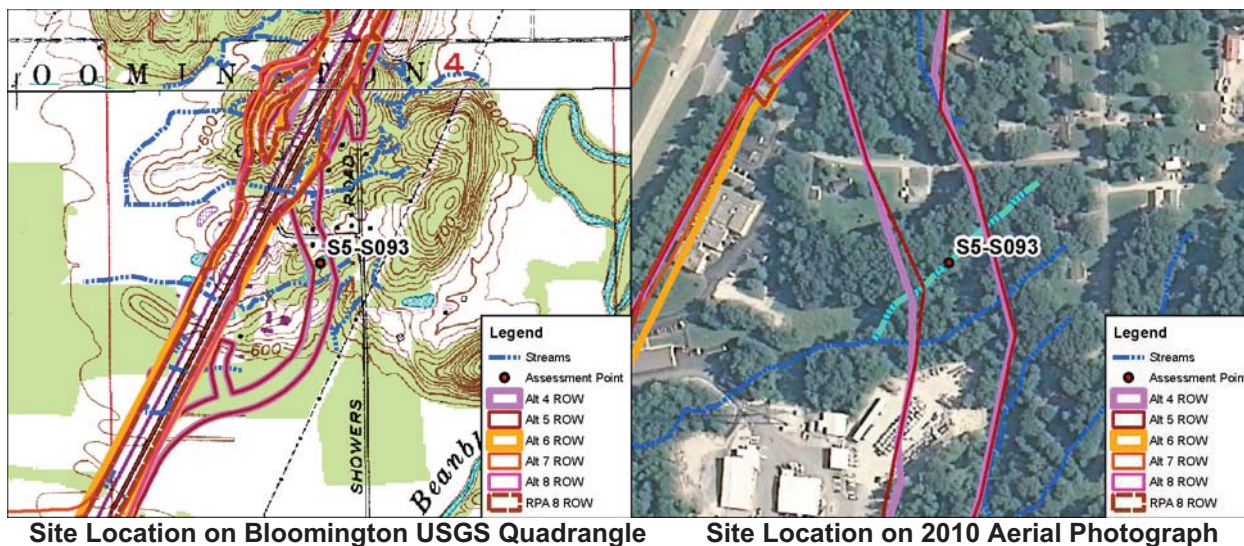 OOMINGTON
4
600
ROAD
S5-S093
600
SHOWERS
Beanbl
Legend
Streams
Assessment Point
Alt 4 ROW
Alt 5 ROW
Alt 6 ROW
Alt 7 ROW
Alt 8 ROW
RPA 8 ROW
Site Location on Bloomington USGS Quadrangle
S5-S093
Legend
Streams
Assessment Point
Alt 4 ROW
Alt 5 ROW
Alt 6 ROW
Alt 7 ROW
Alt 8 ROW
RPA 8 ROW
Site Location on 2010 Aerial Photograph